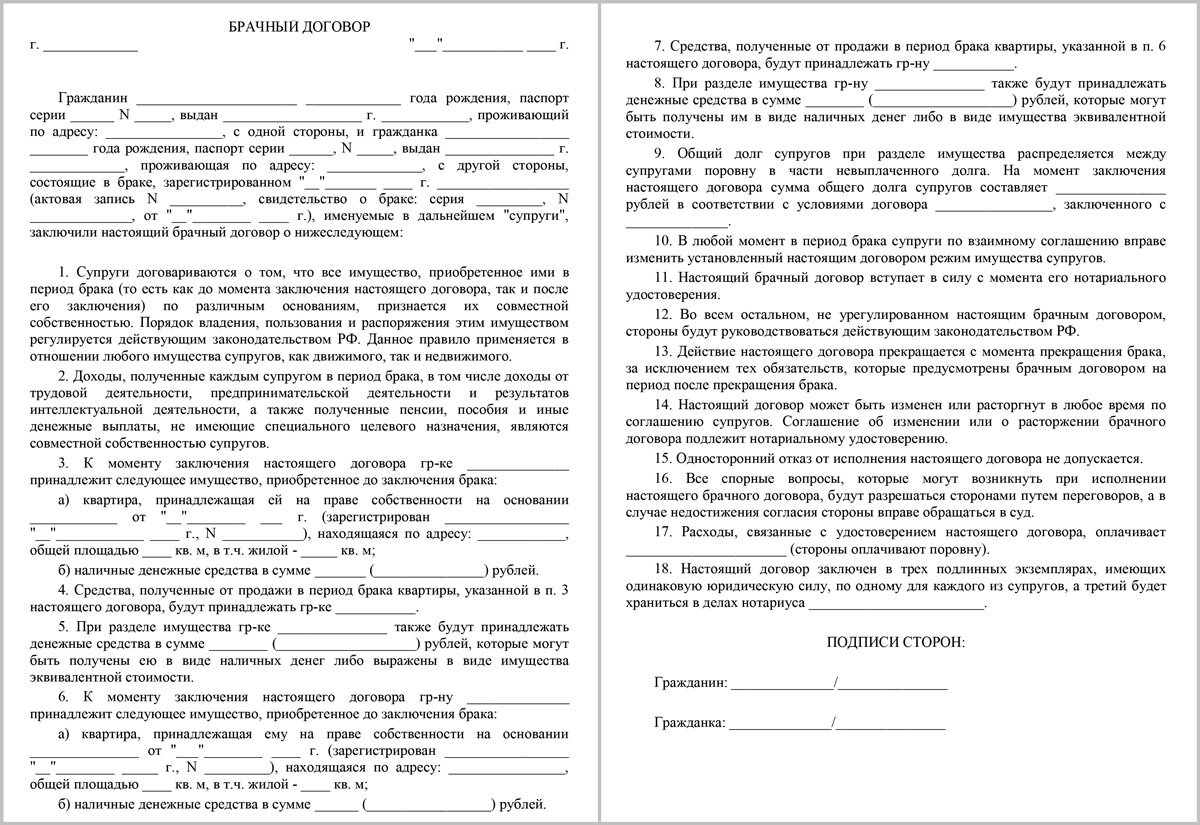 БРАЧНЫЙ ДОГОВОР
г. _____________ "___"___________ ____ г.
Гражданин ______________________ _____________ года рождения, паспорт
серии ______ N _____, выдан ___________________ г. ____________, проживающий
по адресу: ________________, с одной стороны, и гражданка _________________
________ года рождения, паспорт серии ______, N _____, выдан _______________ г.
_____________, проживающая по адресу: _____________, с другой стороны,
состоящие в браке, зарегистрированном "__"_______ ____ г. __________________
(актовая запись N __________, свидетельство о браке: серия _________, N
______________, от "__"________ ____ г.), именуемые в дальнейшем "супруги",
заключили настоящий брачный договор о нижеследующем:
1. Супруги договариваются о том, что все имущество, приобретенное ими в
период брака (то есть как до момента заключения настоящего договора, так и после
его заключения) по различным основаниям, признается их совместной
собственностью. Порядок владения, пользования и распоряжения этим имуществом
регулируется действующим законодательством РФ. Данное правило применяется в
отношении любого имущества супругов, как движимого, так и недвижимого.
2. Доходы, полученные каждым супругом в период брака, в том числе доходы от
трудовой деятельности, предпринимательской деятельности и результатов
интеллектуальной деятельности, а также полученные пенсии, пособия и иные
денежные выплаты, не имеющие специального целевого назначения, являются
совместной собственностью супругов.
3. К моменту заключения настоящего договора гр-ке ______________
принадлежит следующее имущество, приобретенное до заключения брака:
а) квартира, принадлежащая ей на праве собственности на основании
____________ от "__"________ ___ г. (зарегистрирован _________________
"__"____________ ____ г., N ___________), находящаяся по адресу: ____________,
общей площадью ____ кв. м, в т.ч. жилой - _____ кв. м;
б) наличные денежные средства в сумме _______ (_______________) рублей.
4. Средства, полученные от продажи в период брака квартиры, указанной в п. 3
настоящего договора, будут принадлежать гр-ке ___________.
5. При разделе имущества гр-ке _______________ также будут принадлежать
денежные средства в сумме ________ (___________________) рублей, которые могут
быть получены ею в виде наличных денег либо выражены в виде имущества
эквивалентной стоимости.
6. К моменту заключения настоящего договора гр-ну ______________
принадлежит следующее имущество, приобретенное до заключения брака:
а) квартира, принадлежащая ему на праве собственности на основании
_______________ от "___"________ _____ г. (зарегистрирован _________________
"__"________ _____ г., N _________), находящаяся по адресу: ________________,
общей площадью ____ кв. м, в т.ч. жилой - ____ кв. м;
б) наличные денежные средства в сумме ______ (_________________) рублей.
7. Средства, полученные от продажи в период брака квартиры, указанной в п. 6
настоящего договора, будут принадлежать гр-ну ___________.
8. При разделе имущества гр-ну _______________ также будут принадлежать
денежные средства в сумме ________ (___________________) рублей, которые могут
быть получены им в виде наличных денег либо в виде имущества эквивалентной
стоимости.
9. Общий долг супругов при разделе имущества распределяется между
супругами поровну в части невыплаченного долга. На момент заключения
настоящего договора сумма общего долга супругов составляет _______________
рублей в соответствии с условиями договора ________________, заключенного с
______________.
10. В любой момент в период брака супруги по взаимному соглашению вправе
изменить установленный настоящим договором режим имущества супругов.
11. Настоящий брачный договор вступает в силу с момента его нотариального
удостоверения.
12. Во всем остальном, не урегулированном настоящим брачным договором,
стороны будут руководствоваться действующим законодательством РФ.
13. Действие настоящего договора прекращается с момента прекращения брака,
за исключением тех обязательств, которые предусмотрены брачным договором на
период после прекращения брака.
14. Настоящий договор может быть изменен или расторгнут в любое время по
соглашению супругов. Соглашение об изменении или о расторжении брачного
договора подлежит нотариальному удостоверению.
15. Односторонний отказ от исполнения настоящего договора не допускается.
16. Все спорные вопросы, которые могут возникнуть при исполнении
настоящего брачного договора, будут разрешаться сторонами путем переговоров, а в
случае недостижения согласия стороны вправе обращаться в суд.
17. Расходы, связанные с удостоверением настоящего договора, оплачивает
______________________ (стороны оплачивают поровну).
18. Настоящий договор заключен в трех подлинных экземплярах, имеющих
одинаковую юридическую силу, по одному для каждого из супругов, а третий будет
храниться в делах нотариуса ________________________.
ПОДПИСИ СТОРОН:
Гражданин: ______________/_______________
Гражданка: ______________/_______________